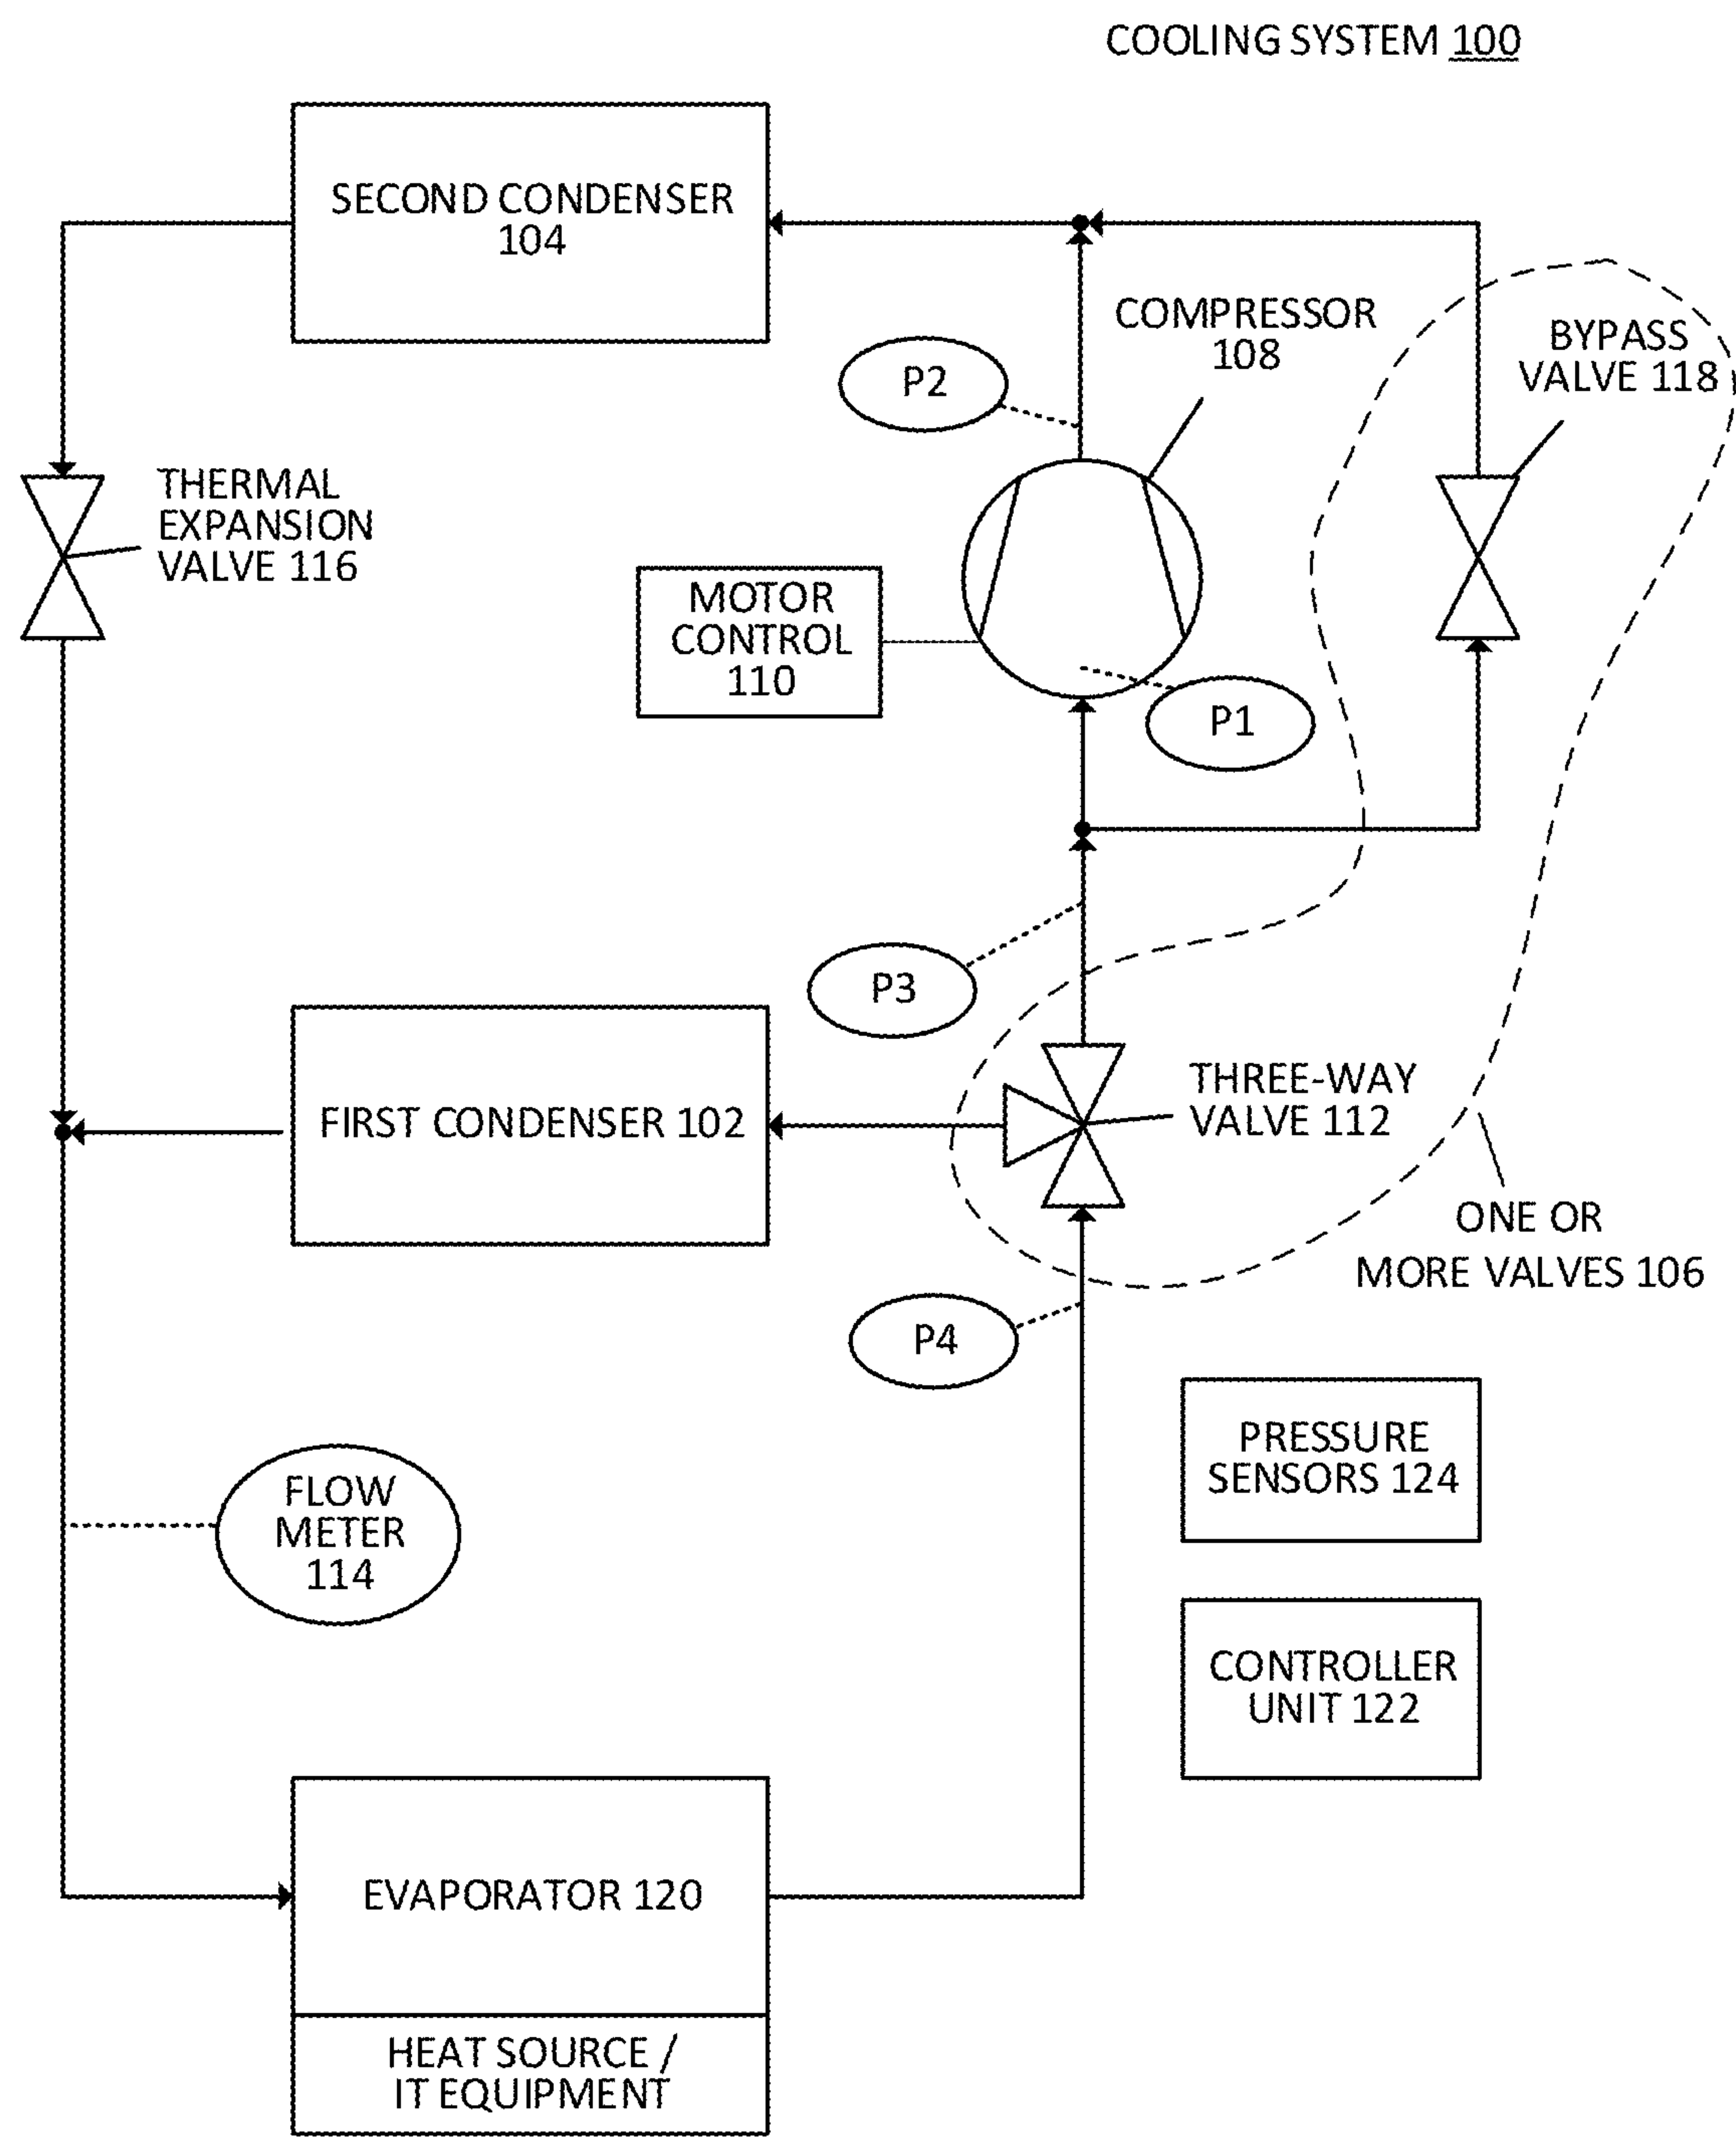 COOLING SYSTEM 100
SECOND CONDENSER
104
COMPRESSOR
108
BYPASS
VALVE 118
P2
THERMAL
EXPANSION
VALVE 116
MOTOR
CONTROL
110
P1
P3
FIRST CONDENSER 102
THREE-WAY
VALVE 112
ONE OR
MORE VALVES 106
P4
PRESSURE
SENSORS 124
FLOW
METER
114
CONTROLLER
UNIT 122
EVAPORATOR 120
HEAT SOURCE /
IT EQUIPMENT